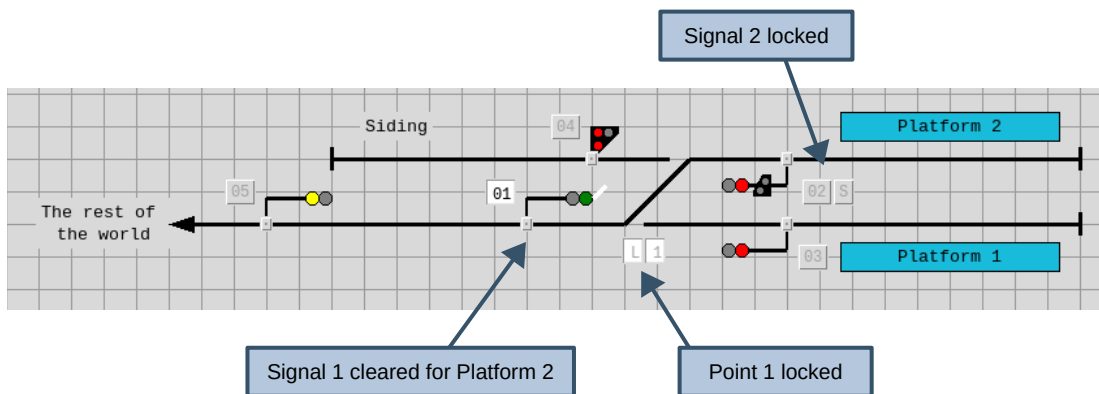 Signal 2 locked
Siding
04
Platform 2
05
01
02 S
The rest of
the world
L 1
03
Platform 1
Signal 1 cleared for Platform 2
Point 1 locked